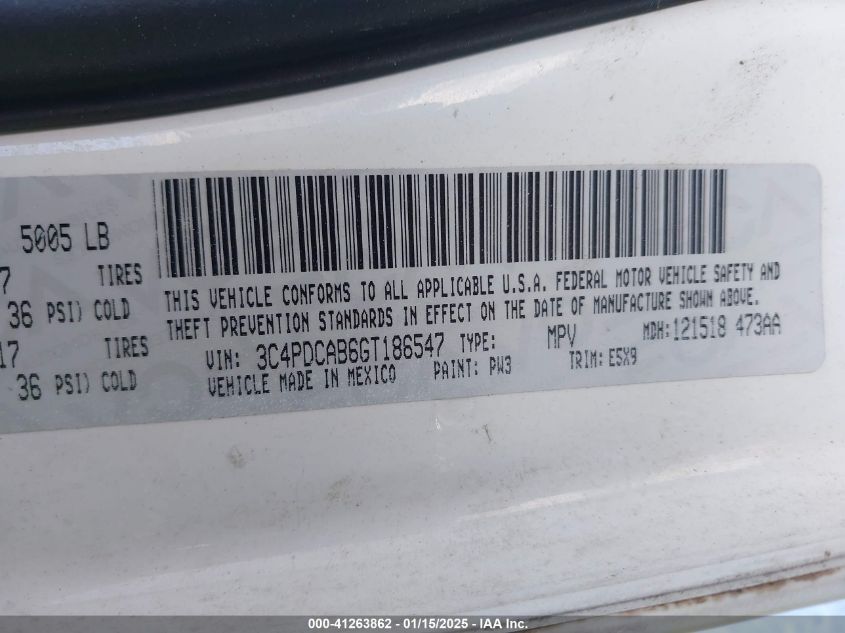 5005 LB
7 TIRES
36 PSI) COLD
17 TIRES
36 PSI) COLD
THIS VEHICLE CONFORMS TO ALL APPLICABLE U.S.A. FEDERAL MOTOR VEHICLE SAFETY AND
THEFT PREVENTION STANDARDS IN EFFECT ON THE DATE OF MANUFACTURE SHOWN ABOVE.
VIN: 3C4PDCAB6GT186547 TYPE: MPV MDH: 121518 473AA
VEHICLE MADE IN MEXICO PAINT: PW3 TRIM: E5X9
000-41263862 - 01/15/2025 - IAA Inc.